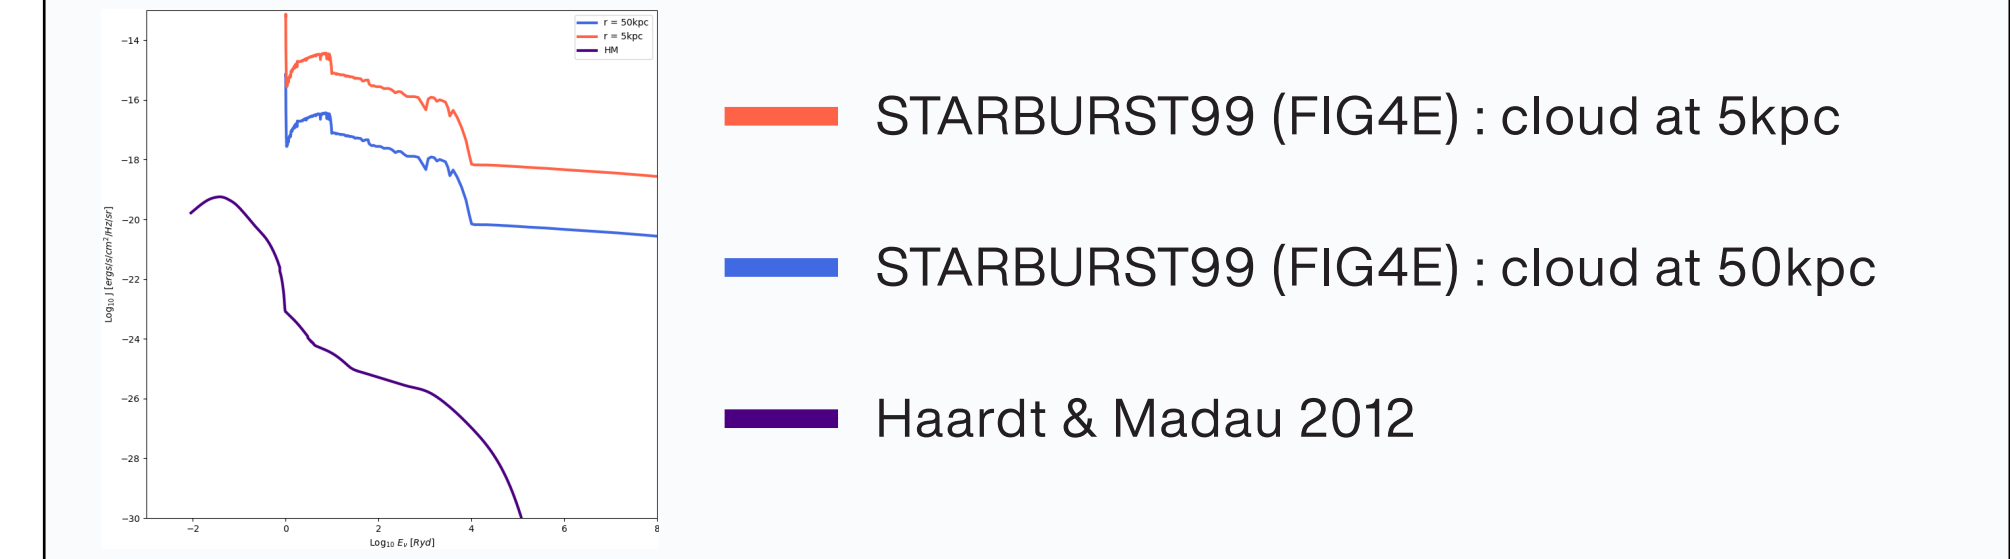 r = 50kpc
r = 5kpc
HM
−14
−16
−18
−20
−22
−24
−26
−28
−30
Log₁₀ J [ergs/s/cm²/Hz/sr]
−2 0 2 4 6 8
Log₁₀ Eᵥ [Ryd]
STARBURST99 (FIG4E) : cloud at 5kpc
STARBURST99 (FIG4E) : cloud at 50kpc
Haardt & Madau 2012